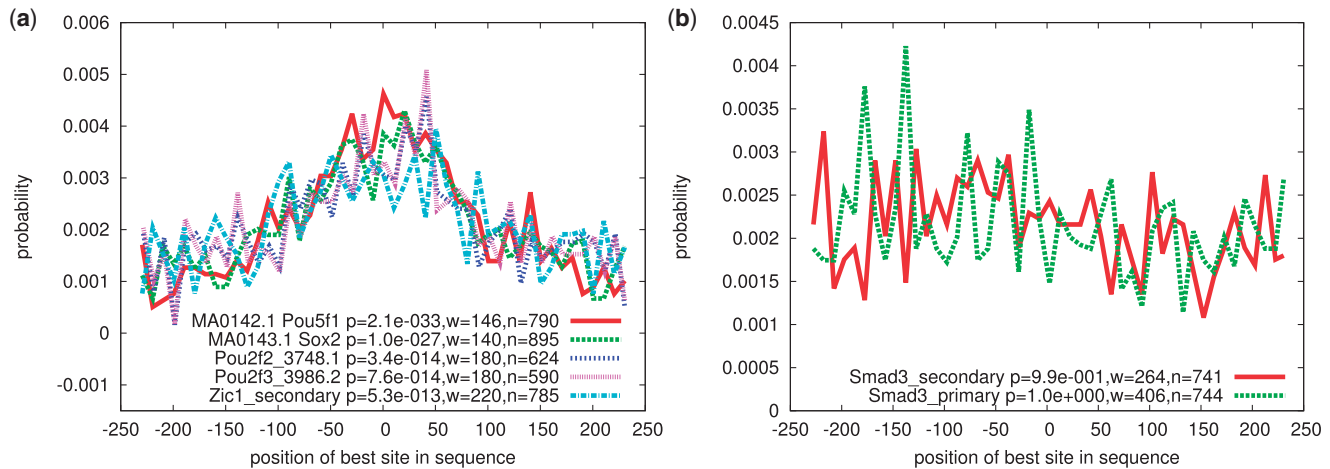 (a)
0.006
0.005
0.004
0.003
0.002
0.001
0
-0.001
probability
MA0142.1 Pou5f1 p=2.1e-033,w=146,n=790
MA0143.1 Sox2 p=1.0e-027,w=140,n=895
Pou2f2_3748.1 p=3.4e-014,w=180,n=624
Pou2f3_3986.2 p=7.6e-014,w=180,n=590
Zic1_secondary p=5.3e-013,w=220,n=785
-250 -200 -150 -100 -50 0 50 100 150 200 250
position of best site in sequence
(b)
0.0045
0.004
0.0035
0.003
0.0025
0.002
0.0015
0.001
0.0005
0
probability
Smad3_secondary p=9.9e-001,w=264,n=741
Smad3_primary p=1.0e+000,w=406,n=744
-250 -200 -150 -100 -50 0 50 100 150 200 250
position of best site in sequence